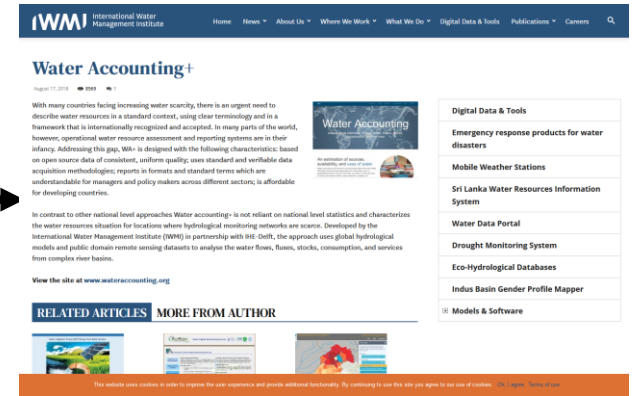 IWMI International Water
Management Institute
Home News About Us Where We Work What We Do Digital Data & Tools Publications Careers
Water Accounting+
August 17, 2018 8569 1
With many countries facing increasing water scarcity, there is an urgent need to
describe water resources in a standard context, using clear terminology and in a
framework that is internationally recognized and accepted. In many parts of the world,
however, operational water resource assessment and reporting systems are in their
infancy. Addressing this gap, WA+ is designed with the following characteristics: based
on open source data of consistent, uniform quality; uses standard and verifiable data
acquisition methodologies; reports in formats and standard terms which are
understandable for managers and policy makers across different sectors; is affordable
for developing countries.
Water Accounting
An estimation of sources,
availability, and uses of water
In contrast to other national level approaches Water accounting+ is not reliant on national
level statistics and characterizes
the water resources situation for locations where hydrological monitoring networks are scarce. Developed by the
International Water Management Institute (IWMI) in partnership with IHE-Delft, the approach uses global hydrological
models and public domain remote sensing datasets to analyse the water flows, fluxes, stocks, consumption, and services
from complex river basins.
View the site at www.wateraccounting.org
RELATED ARTICLES MORE FROM AUTHOR
Digital Data & Tools
Emergency response products for water
disasters
Mobile Weather Stations
Sri Lanka Water Resources Information
System
Water Data Portal
Drought Monitoring System
Eco-Hydrological Databases
Indus Basin Gender Profile Mapper
Models & Software
This website uses cookies in order to improve the user experience and provide additional functionality. By continuing to use this site you agree to our use of cookies. Ok, I agree Terms of use